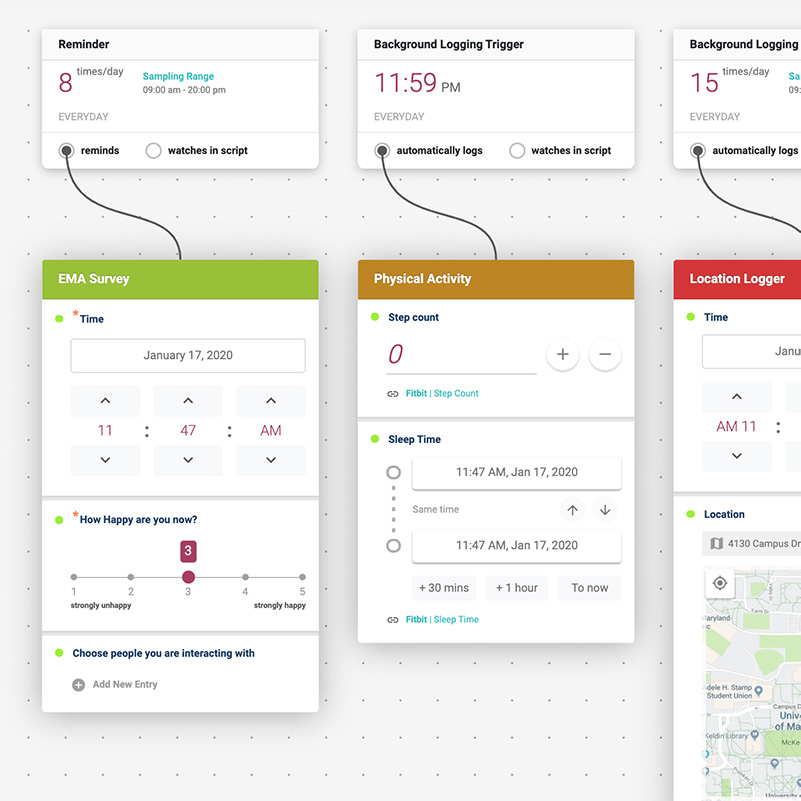 Reminder
8 times/day
Sampling Range
09:00 am - 20:00 pm
EVERYDAY
reminds
watches in script
EMA Survey
*Time
January 17, 2020
11 : 47 : AM
*How Happy are you now?
3
1 2 3 4 5
strongly unhappy strongly happy
Choose people you are interacting with
Add New Entry
Background Logging Trigger
11:59 PM
EVERYDAY
automatically logs
watches in script
Physical Activity
Step count
0
+ −
Fitbit | Step Count
Sleep Time
11:47 AM, Jan 17, 2020
Same time
11:47 AM, Jan 17, 2020
+ 30 mins + 1 hour To now
Fitbit | Sleep Time
Background Logging
15 times/day
Sa
09:
EVERYDAY
automatically logs
Location Logger
Time
Janu
AM 11 :
Location
4130 Campus Dr
Farm Dr
aryland
Adele H. Stamp
Student Union
Campus D
Unive
of Ma
McKe
Keldin Library
University